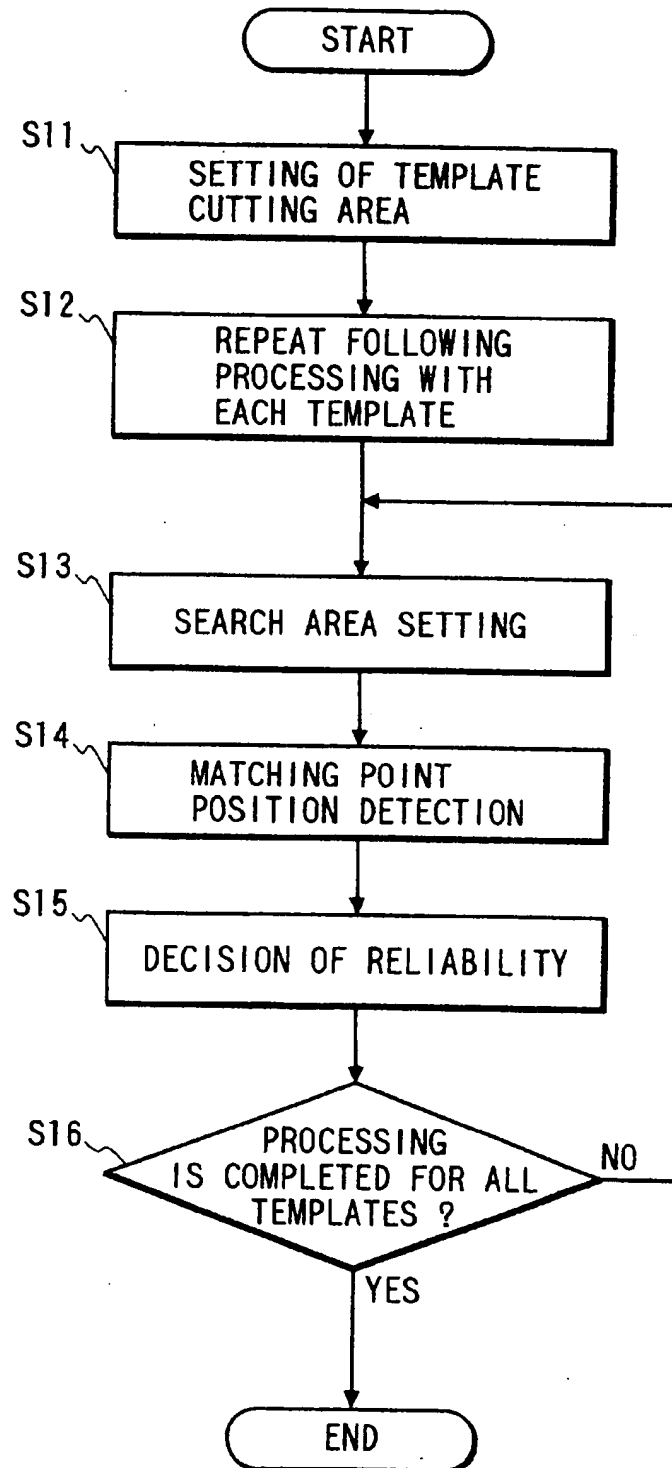 START
S11
SETTING OF TEMPLATE
CUTTING AREA
S12
REPEAT FOLLOWING
PROCESSING WITH
EACH TEMPLATE
S13
SEARCH AREA SETTING
S14
MATCHING POINT
POSITION DETECTION
S15
DECISION OF RELIABILITY
S16
PROCESSING
IS COMPLETED FOR ALL
TEMPLATES ?
NO
YES
END